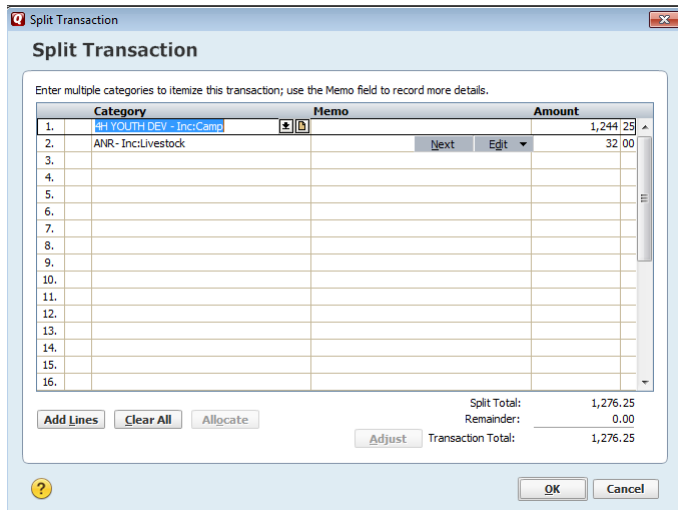 Split Transaction
Split Transaction
Enter multiple categories to itemize this transaction; use the Memo field to record more details.
Category Memo Amount
1. 4H YOUTH DEV - Inc:Camp 1,244 25
2. ANR- Inc:Livestock Next Edit 32 00
3.
4.
5.
6.
7.
8.
9.
10.
11.
12.
13.
14.
15.
16.
Split Total: 1,276.25
Add Lines Clear All Allocate Remainder: 0.00
Adjust Transaction Total: 1,276.25
? OK Cancel